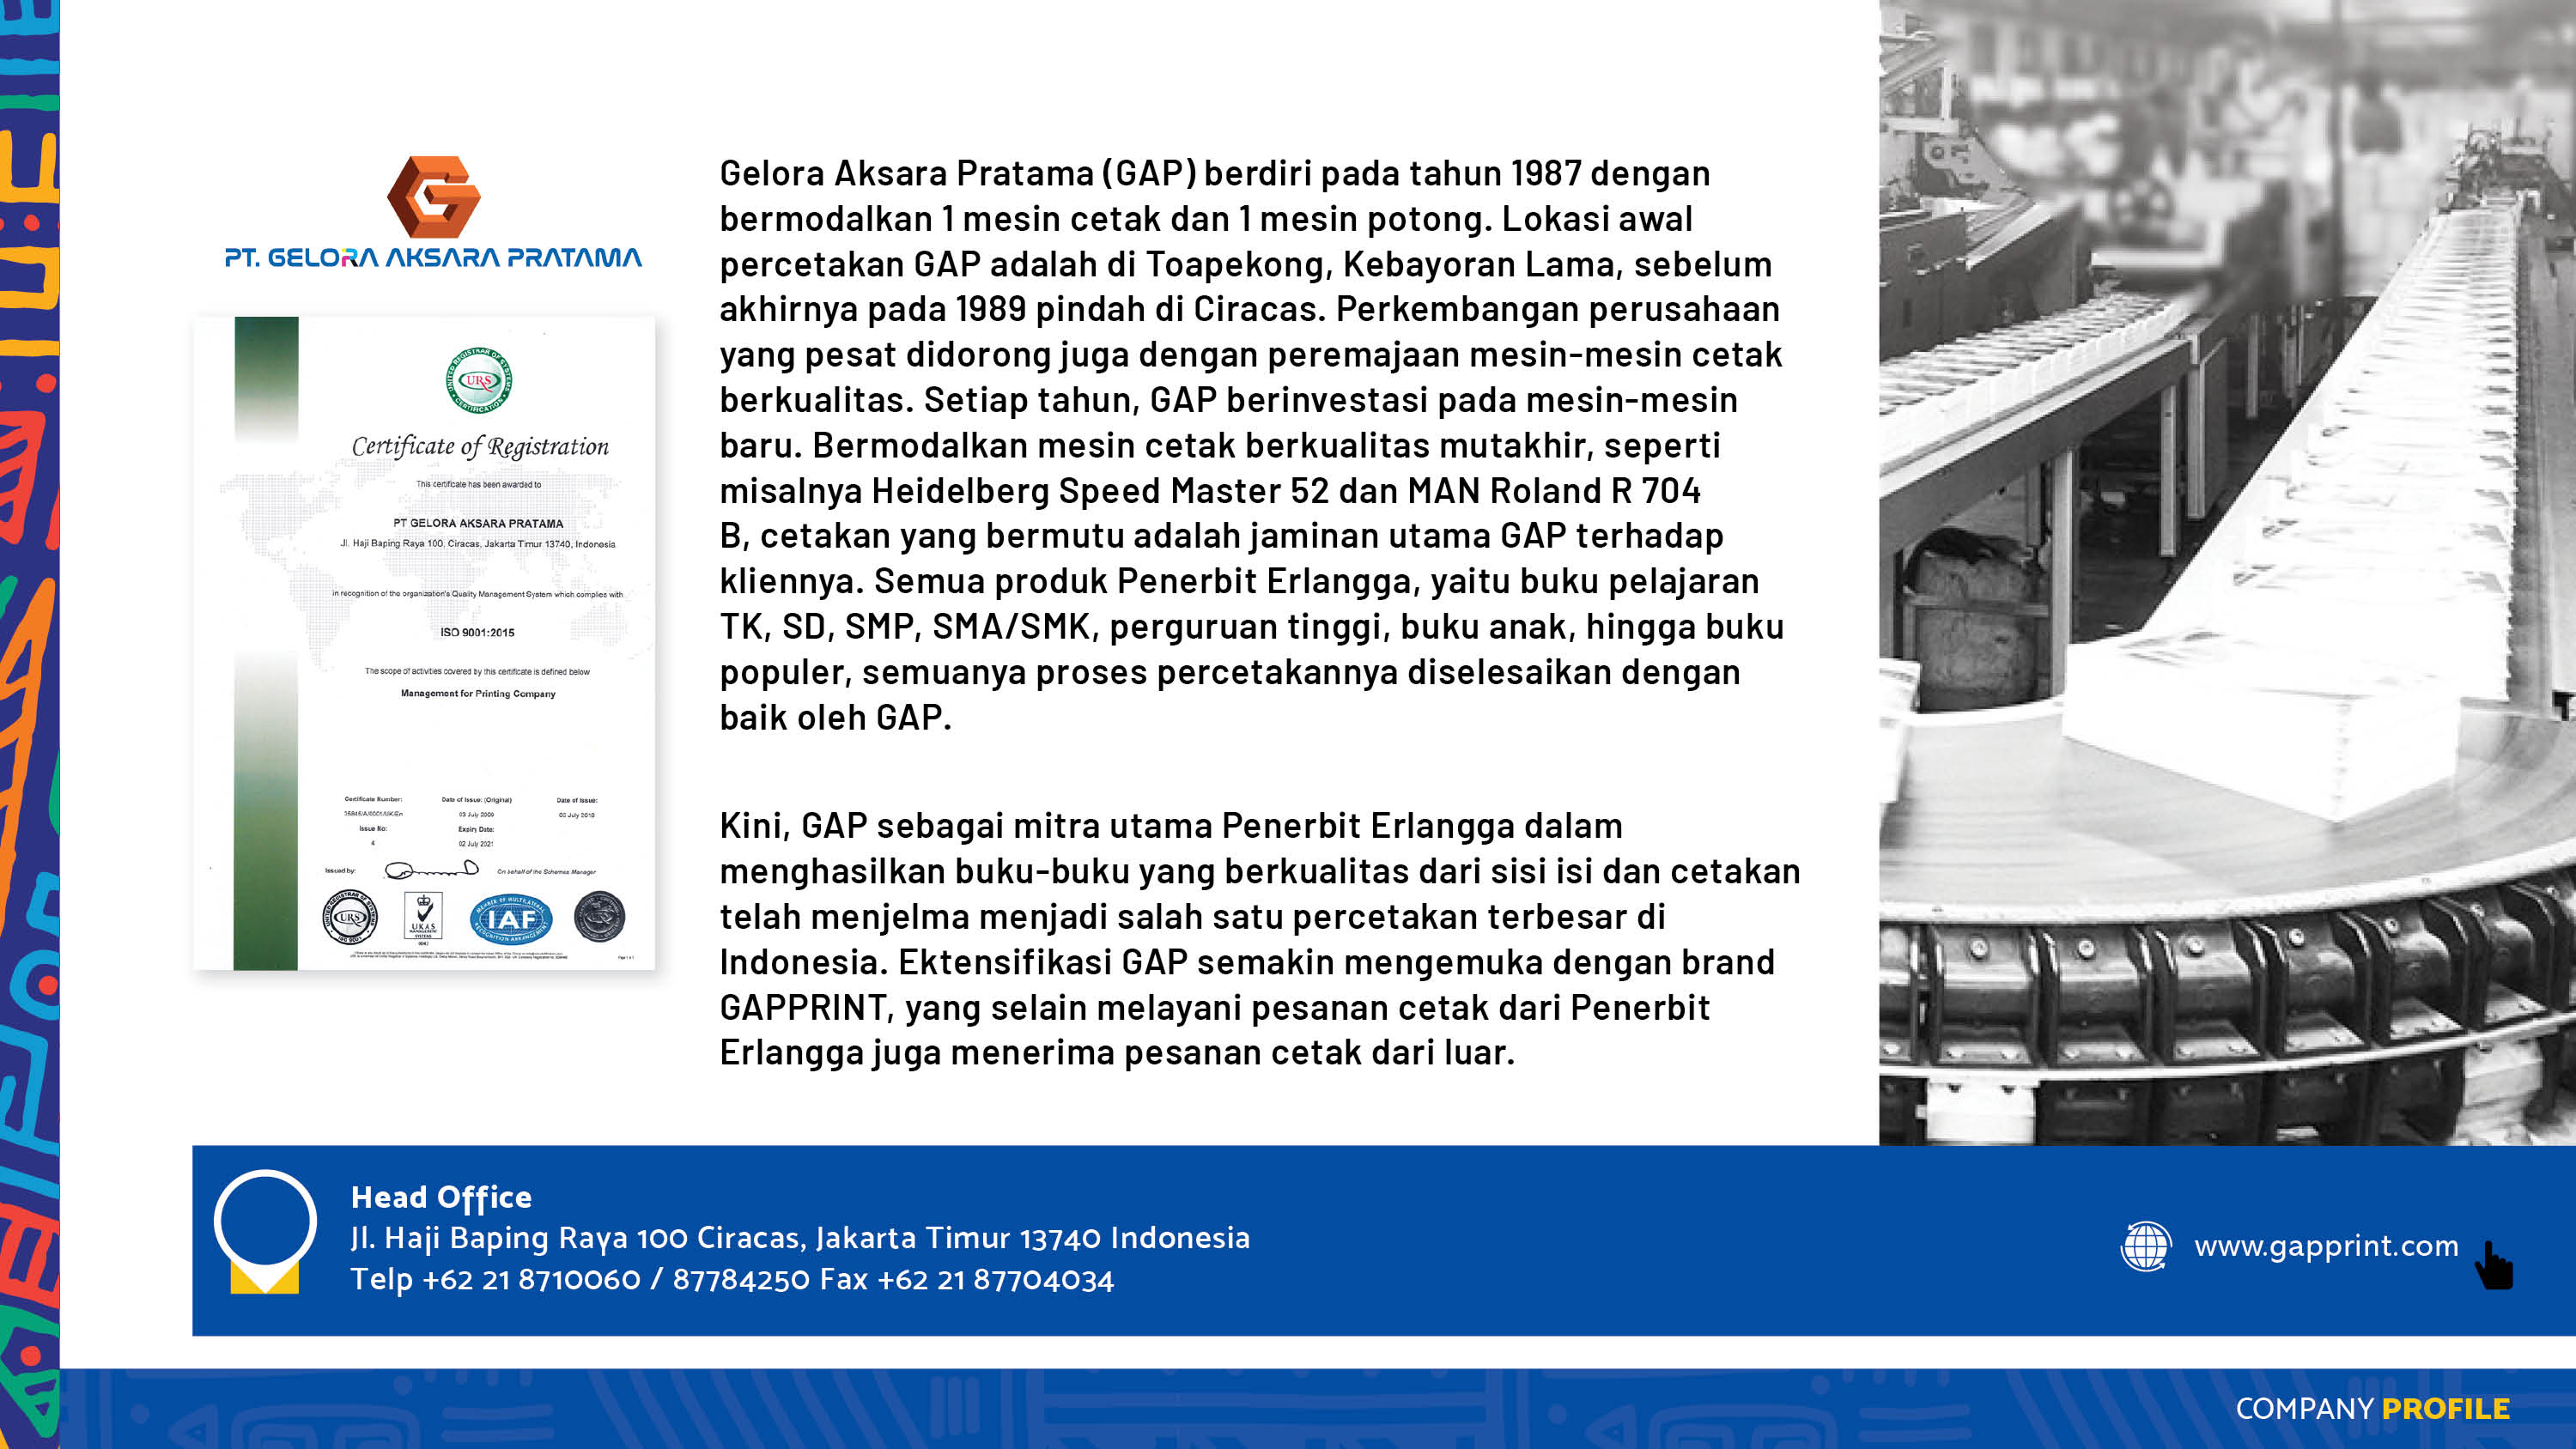 PT. GELORA AKSARA PRATAMA
UNITED REGISTRAR OF SYSTEMS
URS
CERTIFICATION
Certificate of Registration
This certificate has been awarded to
PT GELORA AKSARA PRATAMA
Jl. Haji Baping Raya 100, Ciracas, Jakarta Timur 13740, Indonesia
in recognition of the organization's Quality Management System which complies with
ISO 9001:2015
The scope of activities covered by this certificate is defined below
Management for Printing Company
Certificate Number: Date of Issue: (Original) Date of Issue:
03 July 2009 03 July 2018
Issue No: Expiry Date:
4 02 July 2021
Issued by: On behalf of the Schemes Manager
URS UKAS IAF
MANAGEMENT SYSTEMS
Page 1 of 1
Gelora Aksara Pratama (GAP) berdiri pada tahun 1987 dengan
bermodalkan 1 mesin cetak dan 1 mesin potong. Lokasi awal
percetakan GAP adalah di Toapekong, Kebayoran Lama, sebelum
akhirnya pada 1989 pindah di Ciracas. Perkembangan perusahaan
yang pesat didorong juga dengan peremajaan mesin-mesin cetak
berkualitas. Setiap tahun, GAP berinvestasi pada mesin-mesin
baru. Bermodalkan mesin cetak berkualitas mutakhir, seperti
misalnya Heidelberg Speed Master 52 dan MAN Roland R 704
B, cetakan yang bermutu adalah jaminan utama GAP terhadap
kliennya. Semua produk Penerbit Erlangga, yaitu buku pelajaran
TK, SD, SMP, SMA/SMK, perguruan tinggi, buku anak, hingga buku
populer, semuanya proses percetakannya diselesaikan dengan
baik oleh GAP.
Kini, GAP sebagai mitra utama Penerbit Erlangga dalam
menghasilkan buku-buku yang berkualitas dari sisi isi dan cetakan
telah menjelma menjadi salah satu percetakan terbesar di
Indonesia. Ektensifikasi GAP semakin mengemuka dengan brand
GAPPRINT, yang selain melayani pesanan cetak dari Penerbit
Erlangga juga menerima pesanan cetak dari luar.
Head Office
Jl. Haji Baping Raya 100 Ciracas, Jakarta Timur 13740 Indonesia
Telp +62 21 8710060 / 87784250 Fax +62 21 87704034
www.gapprint.com
COMPANY PROFILE